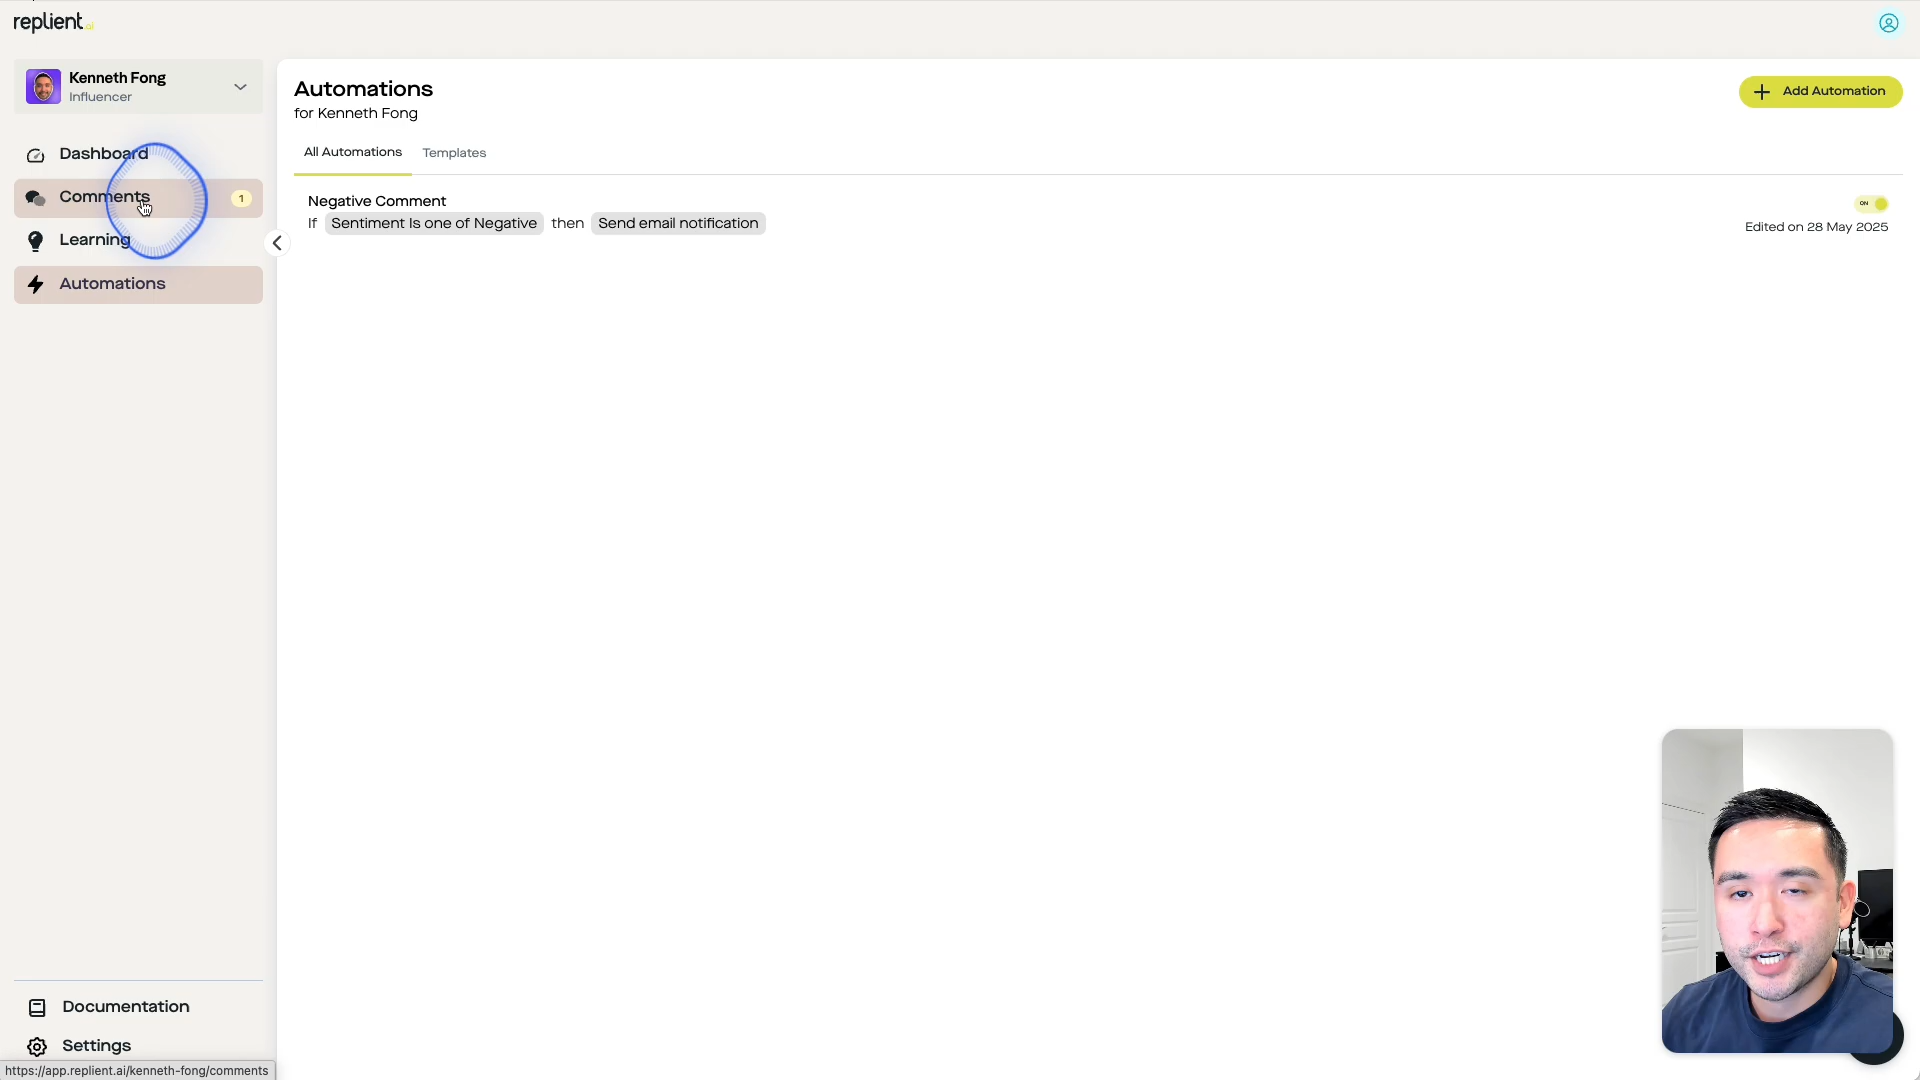 replient.ai
Kenneth Fong
Influencer
Dashboard
Comments
1
Learning
Automations
Automations
for Kenneth Fong
Add Automation
All Automations
Templates
Negative Comment
If Sentiment Is one of Negative then Send email notification
ON
Edited on 28 May 2025
Documentation
Settings
https://app.replient.ai/kenneth-fong/comments